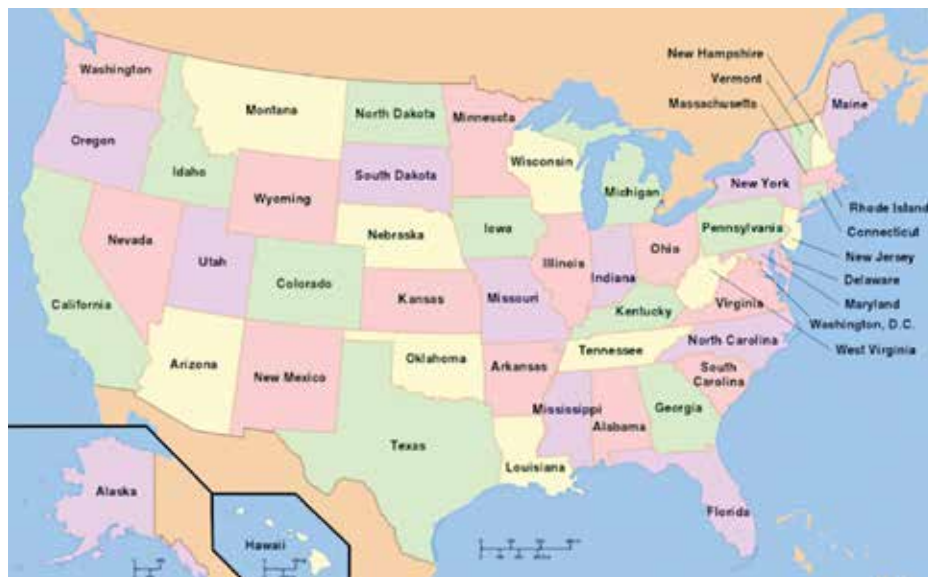 Washington
Montana
North Dakota
Minnesota
New Hampshire
Vermont
Massachusetts
Maine
Oregon
Idaho
South Dakota
Wisconsin
Michigan
New York
Wyoming
Rhode Island
Connecticut
Nevada
Utah
Nebraska
Iowa
Pennsylvania
New Jersey
California
Colorado
Kansas
Missouri
Illinois
Indiana
Ohio
Delaware
Maryland
Kentucky
Virginia
Washington, D.C.
West Virginia
Arizona
New Mexico
Oklahoma
Arkansas
Tennessee
North Carolina
South
Carolina
Texas
Louisiana
Mississippi
Alabama
Georgia
Florida
Alaska
Hawaii